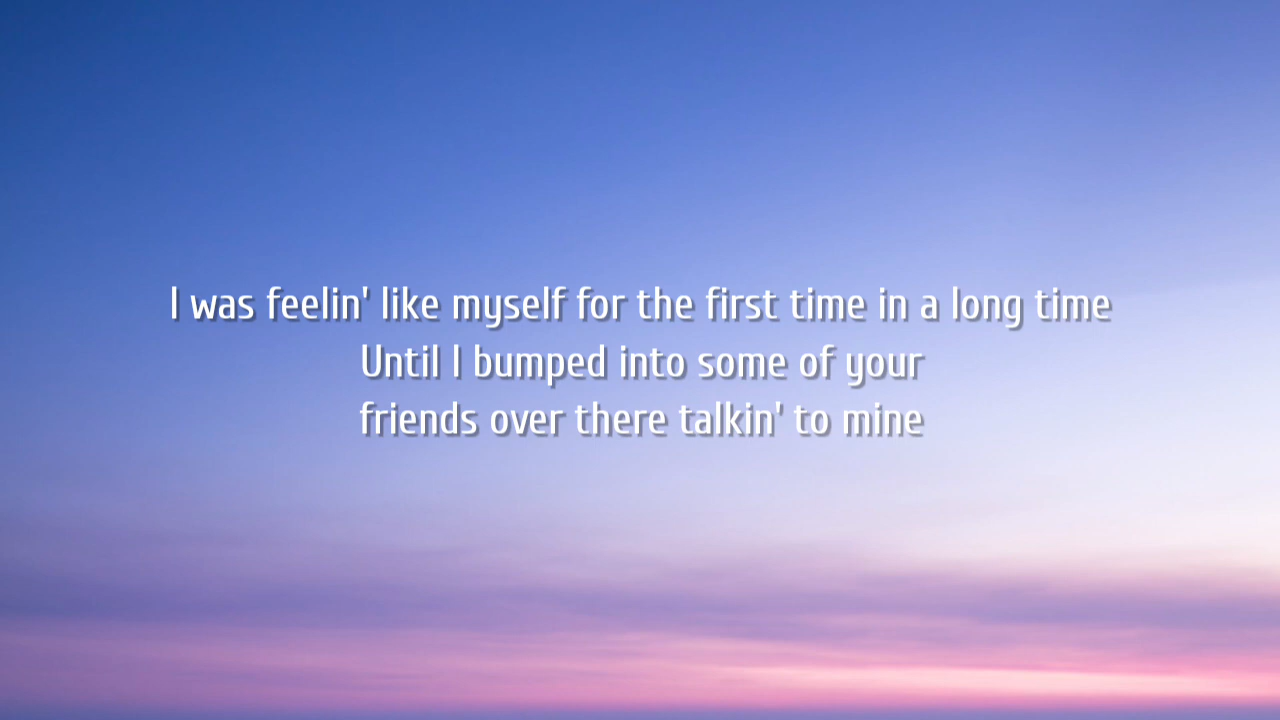 I was feelin' like myself for the first time in a long time
Until I bumped into some of your
friends over there talkin' to mine